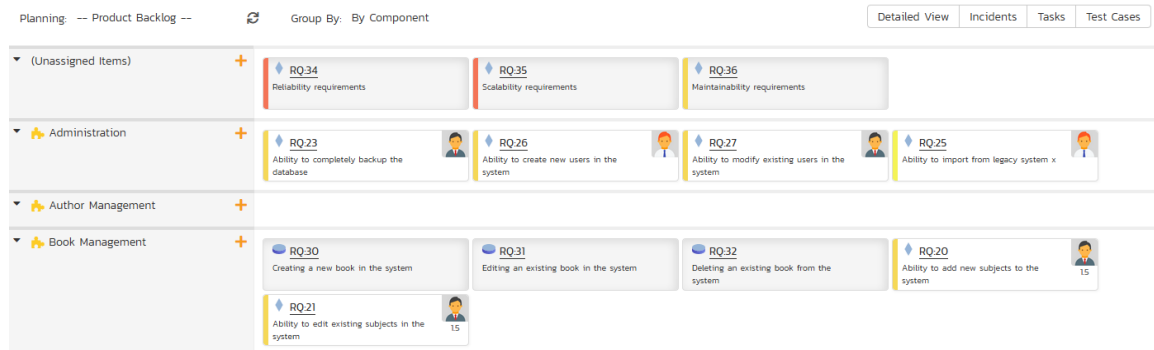 Planning: -- Product Backlog --
Group By: By Component
Detailed View
Incidents
Tasks
Test Cases
(Unassigned Items)
RQ:34
Reliability requirements
RQ:35
Scalability requirements
RQ:36
Maintainability requirements
Administration
RQ:23
Ability to completely backup the
database
RQ:26
Ability to create new users in the
system
RQ:27
Ability to modify existing users in the
system
RQ:25
Ability to import from legacy system x
Author Management
Book Management
RQ:30
Creating a new book in the system
RQ:31
Editing an existing book in the system
RQ:32
Deleting an existing book from the
system
RQ:20
Ability to add new subjects to the
system
1.5
RQ:21
Ability to edit existing subjects in the
system
1.5